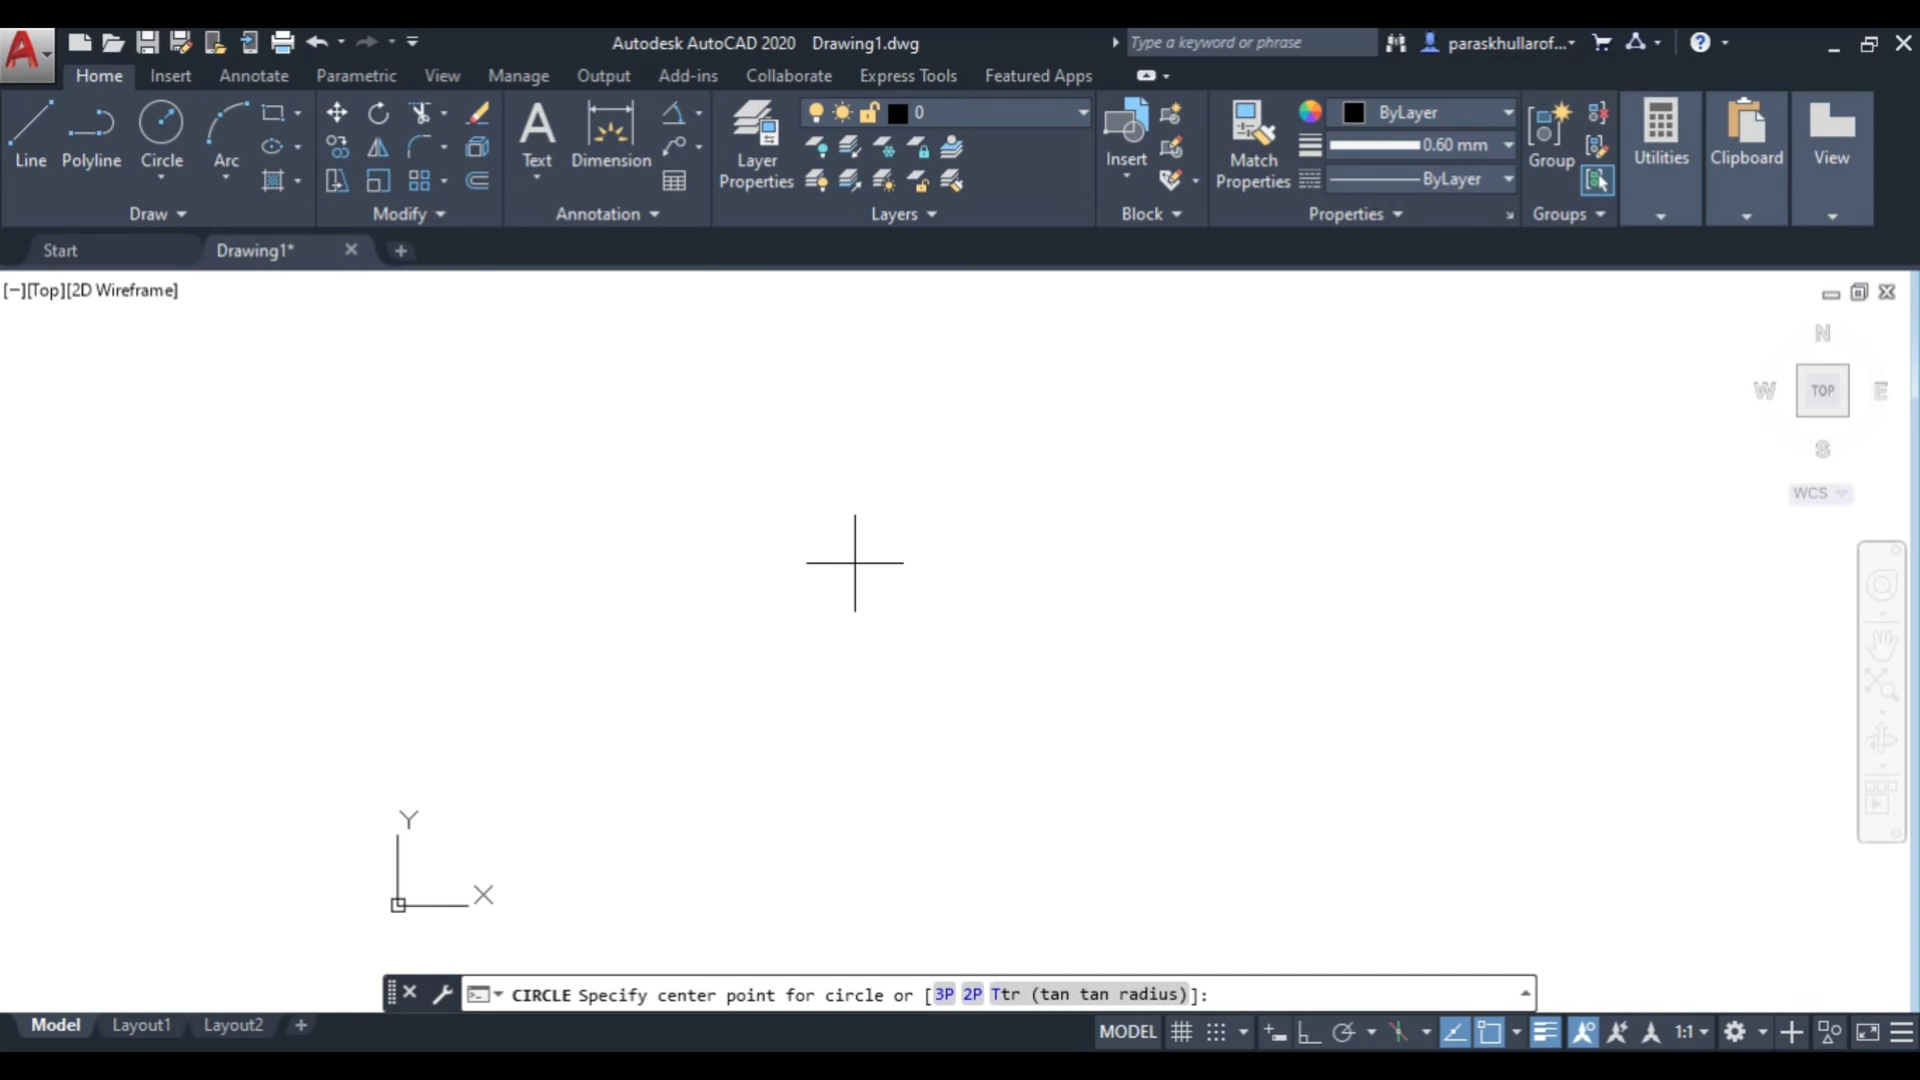 Autodesk AutoCAD 2020 Drawing1.dwg
Type a keyword or phrase
paraskhullarof...
Home Insert Annotate Parametric View Manage Output Add-ins Collaborate Express Tools Featured Apps
Line Polyline Circle Arc
Text Dimension
Layer
Properties
0
Insert
Match
Properties
ByLayer
0.60 mm
ByLayer
Group
Utilities Clipboard View
Draw Modify Annotation Layers Block Properties Groups
Start Drawing1*
[−][Top][2D Wireframe]
N
W TOP E
S
WCS
Y
X
CIRCLE Specify center point for circle or [3P 2P Ttr (tan tan radius)]:
Model Layout1 Layout2
MODEL 1:1